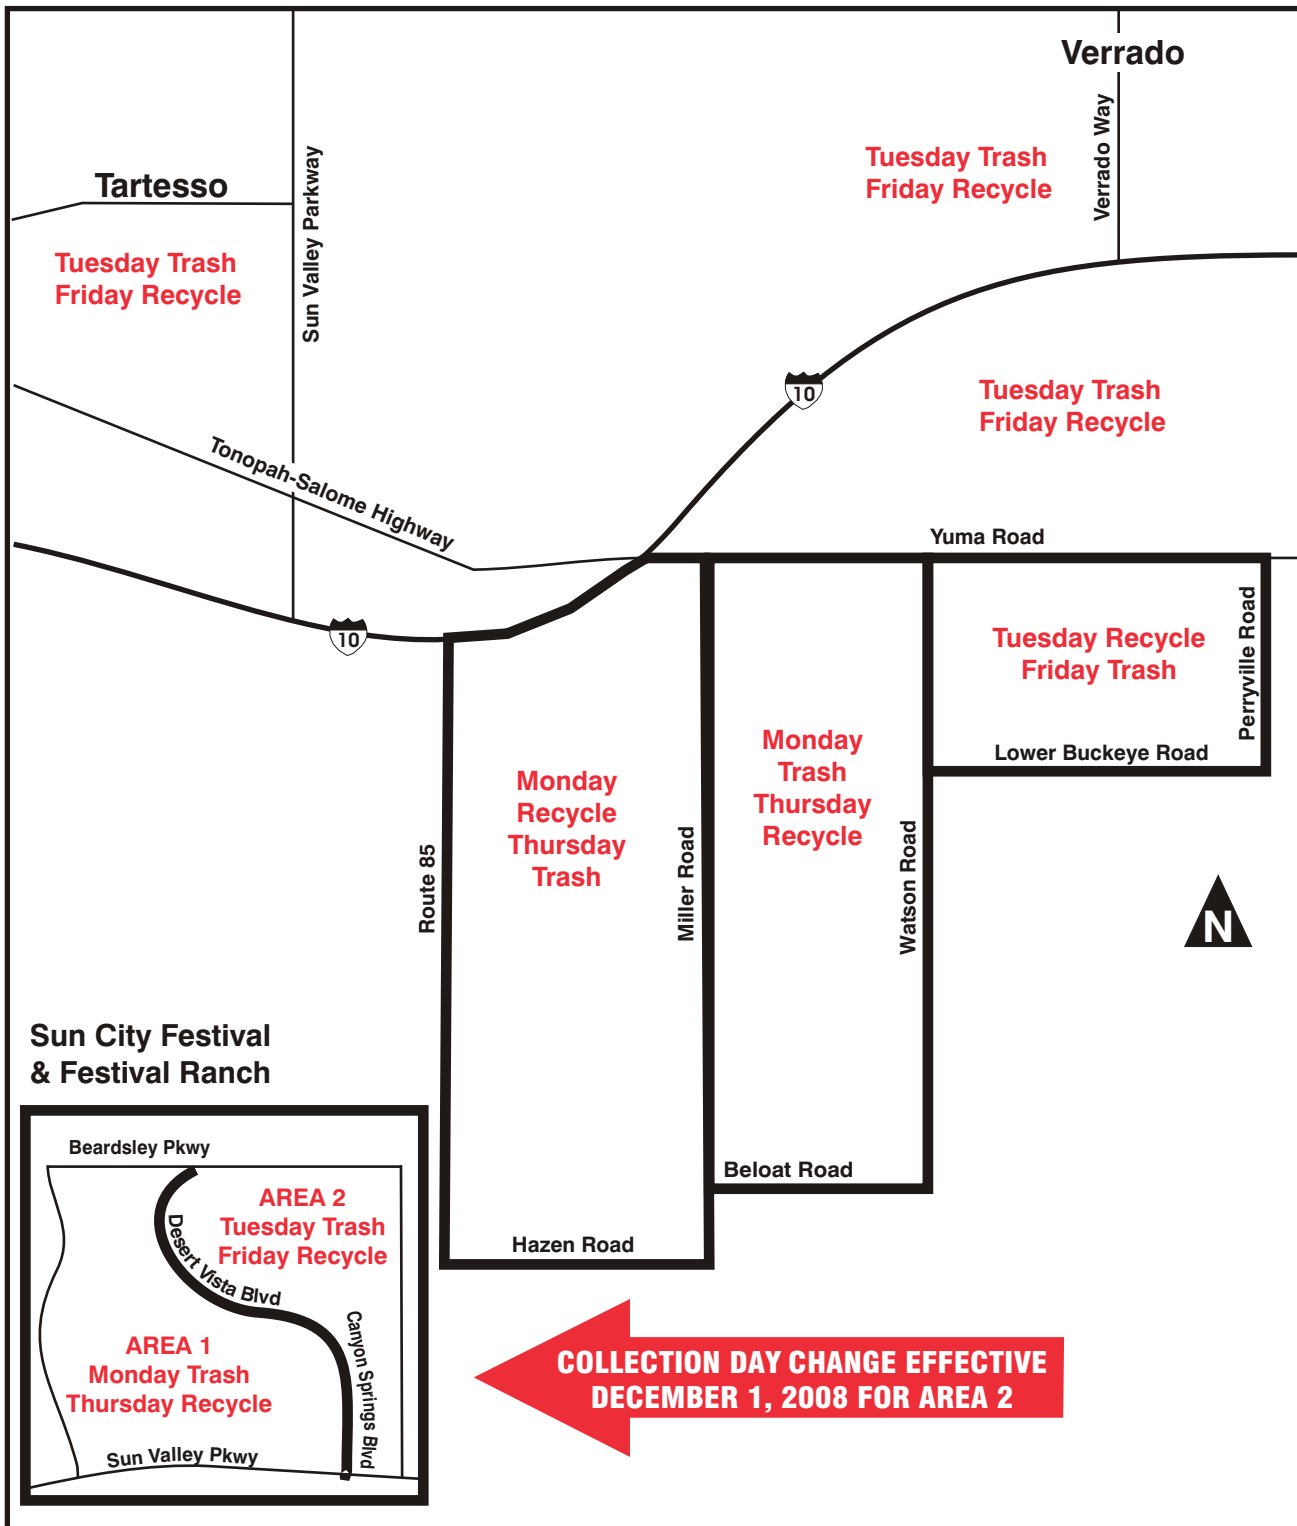 Verrado
Verrado Way
Tuesday Trash
Friday Recycle
Tartesso
Sun Valley Parkway
Tuesday Trash
Friday Recycle
10
Tuesday Trash
Friday Recycle
Tonopah-Salome Highway
Yuma Road
10
Tuesday Recycle
Friday Trash
Perryville Road
Lower Buckeye Road
Monday
Trash
Thursday
Recycle
Monday
Recycle
Thursday
Trash
Route 85
Miller Road
Watson Road
N
Sun City Festival
& Festival Ranch
Beardsley Pkwy
AREA 2
Tuesday Trash
Friday Recycle
Desert Vista Blvd
Canyon Springs Blvd
AREA 1
Monday Trash
Thursday Recycle
Sun Valley Pkwy
Beloat Road
Hazen Road
COLLECTION DAY CHANGE EFFECTIVE
DECEMBER 1, 2008 FOR AREA 2